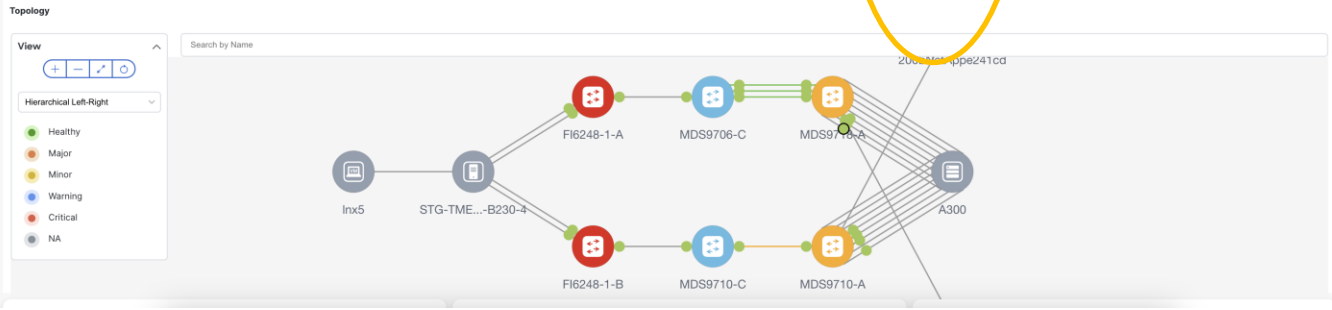 Topology
View
Search by Name
Hierarchical Left-Right
Healthy
Major
Minor
Warning
Critical
NA
lnx5
STG-TME...-B230-4
FI6248-1-A
MDS9706-C
MDS9710-A
A300
FI6248-1-B
MDS9710-C
MDS9710-A